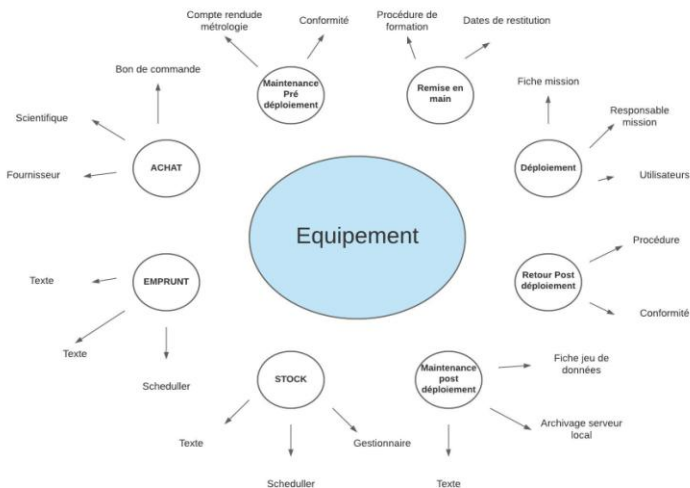 Compte rendude
métrologie
Conformité
Procédure de
formation
Dates de restitution
Maintenance
Pré
déploiement
Remise en
main
Bon de commande
Scientifique
Fournisseur
ACHAT
Fiche mission
Responsable
mission
Utilisateurs
Déploiement
Equipement
Procédure
Conformité
Retour Post
déploiement
EMPRUNT
Texte
Texte
Scheduller
STOCK
Texte
Scheduller
Gestionnaire
Maintenance
post
déploiement
Fiche jeu de
données
Archivage serveur
local
Texte